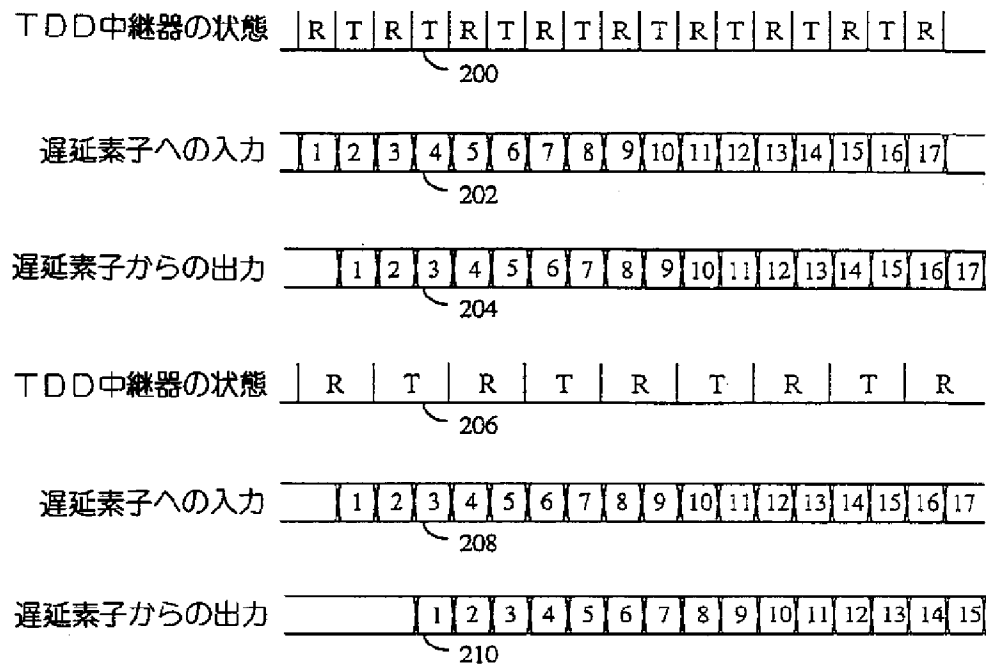 TDD中継器の状態 R T R T R T R T R T R T R T R T R
200
遅延素子への入力 1 2 3 4 5 6 7 8 9 10 11 12 13 14 15 16 17
202
遅延素子からの出力 1 2 3 4 5 6 7 8 9 10 11 12 13 14 15 16 17
204
TDD中継器の状態 R T R T R T R T R
206
遅延素子への入力 1 2 3 4 5 6 7 8 9 10 11 12 13 14 15 16 17
208
遅延素子からの出力 1 2 3 4 5 6 7 8 9 10 11 12 13 14 15
210